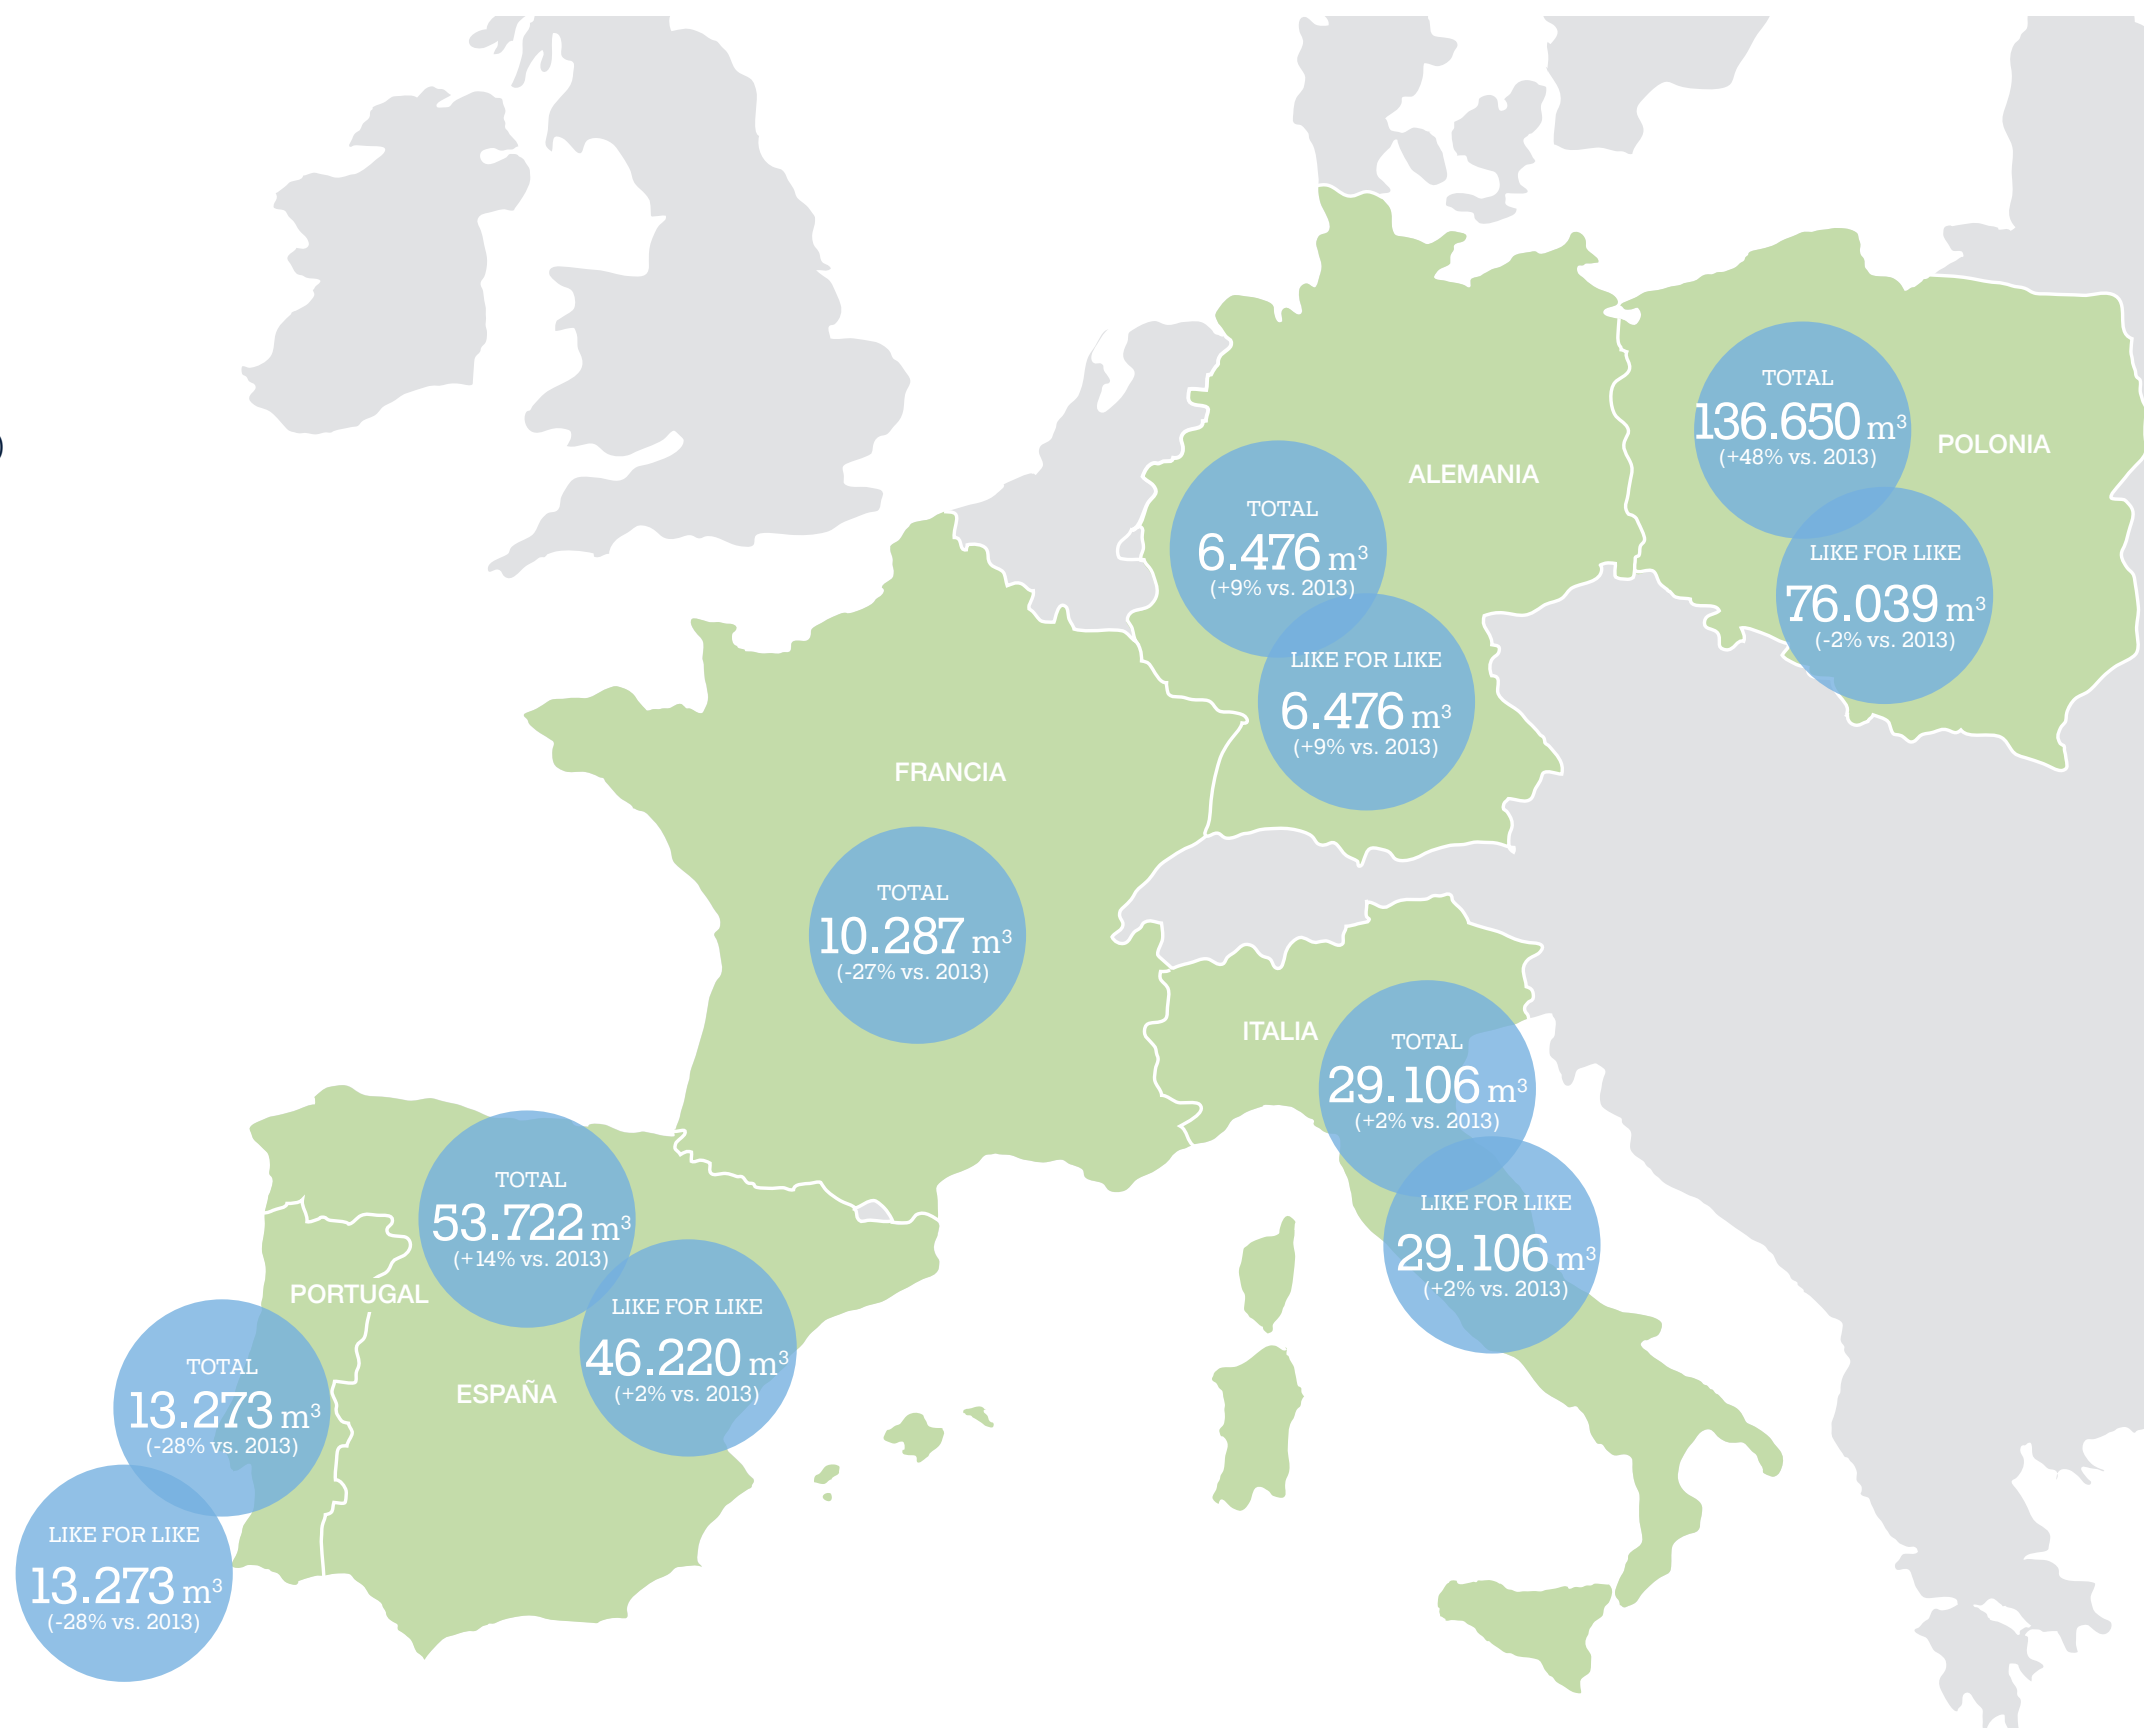 TOTAL
136.650 m³
(+48% vs. 2013)
POLONIA
LIKE FOR LIKE
76.039 m³
(-2% vs. 2013)
ALEMANIA
TOTAL
6.476 m³
(+9% vs. 2013)
LIKE FOR LIKE
6.476 m³
(+9% vs. 2013)
FRANCIA
TOTAL
10.287 m³
(-27% vs. 2013)
ITALIA
TOTAL
29.106 m³
(+2% vs. 2013)
LIKE FOR LIKE
29.106 m³
(+2% vs. 2013)
TOTAL
53.722 m³
(+14% vs. 2013)
LIKE FOR LIKE
46.220 m³
(+2% vs. 2013)
ESPAÑA
PORTUGAL
TOTAL
13.273 m³
(-28% vs. 2013)
LIKE FOR LIKE
13.273 m³
(-28% vs. 2013)